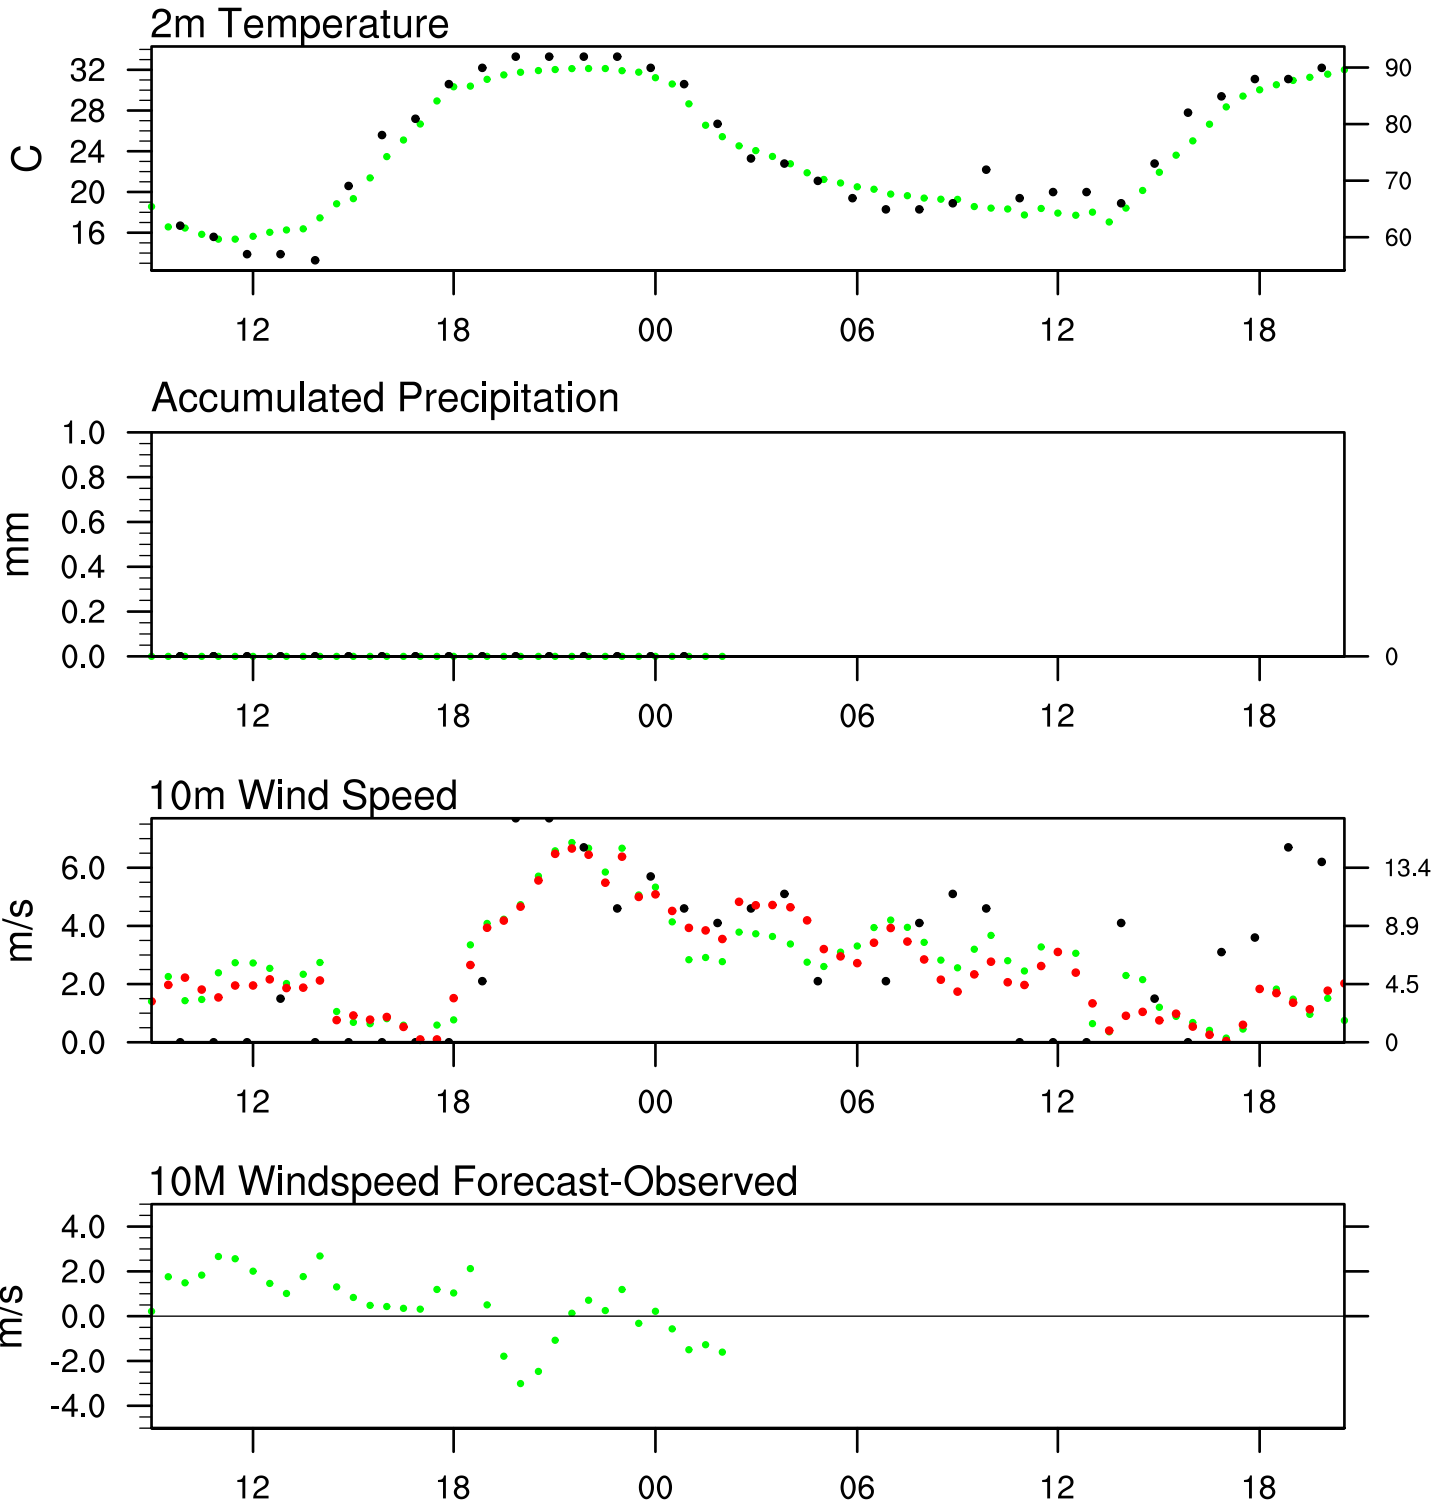 2m Temperature
C
32
28
24
20
16
90
80
70
60
12 18 00 06 12 18
Accumulated Precipitation
mm
1.0
0.8
0.6
0.4
0.2
0.0
0
12 18 00 06 12 18
10m Wind Speed
m/s
6.0
4.0
2.0
0.0
13.4
8.9
4.5
0
12 18 00 06 12 18
10M Windspeed Forecast-Observed
m/s
4.0
2.0
0.0
-2.0
-4.0
12 18 00 06 12 18